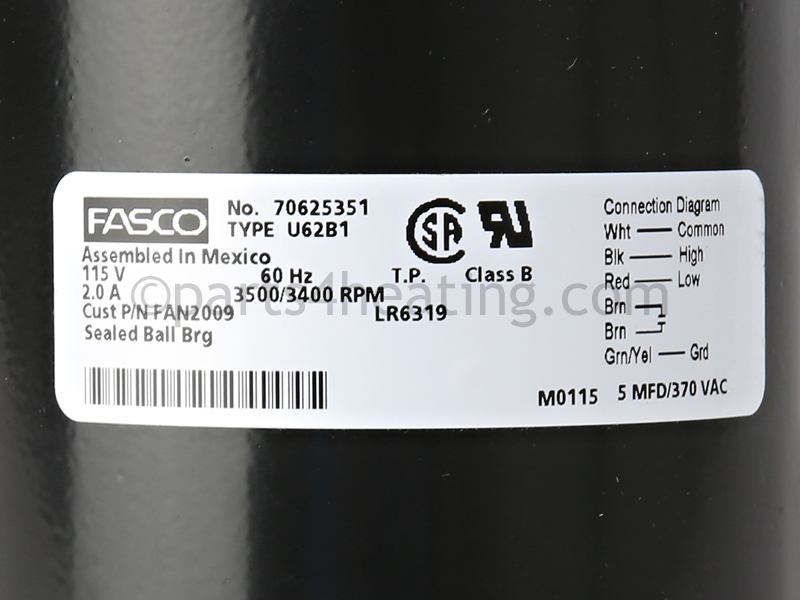 FASCO
No. 70625351
TYPE U62B1
Assembled In Mexico
115 V 60 Hz T.P. Class B
2.0 A 3500/3400 RPM
Cust P/N FAN2009 LR6319
Sealed Ball Brg
SA
Connection Diagram
Wht Common
Blk High
Red Low
Brn
Brn
Grn/Yel Grd
M0115 5 MFD/370 VAC
©parts4heating.com